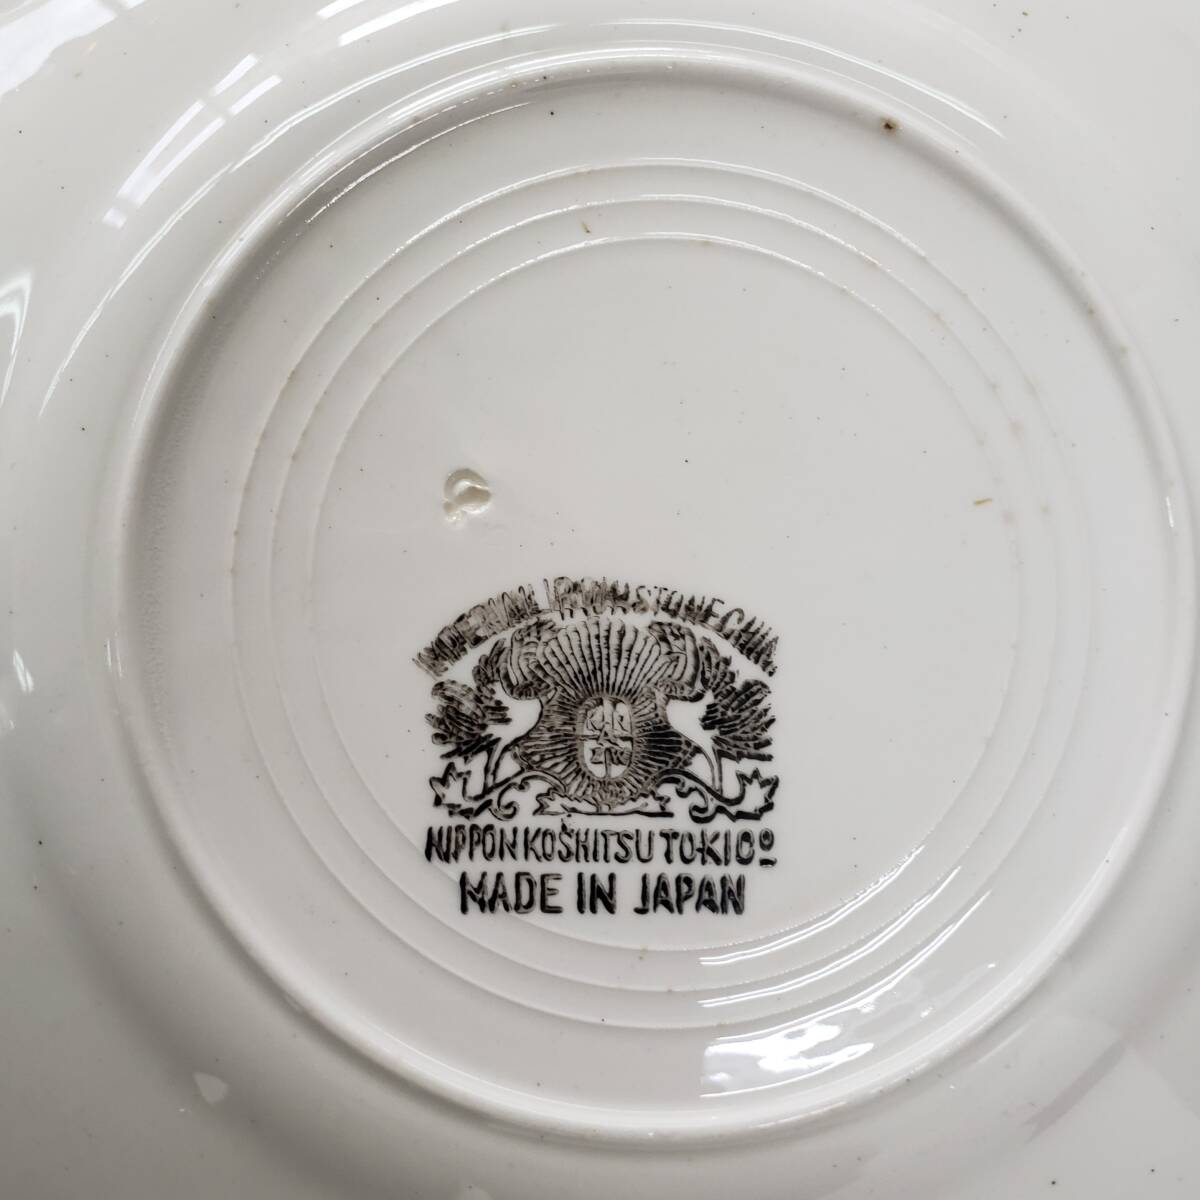 IMPERIAL IRONSTONE CHINA
NIPPON KOSHITSU TOKI Cº
MADE IN JAPAN